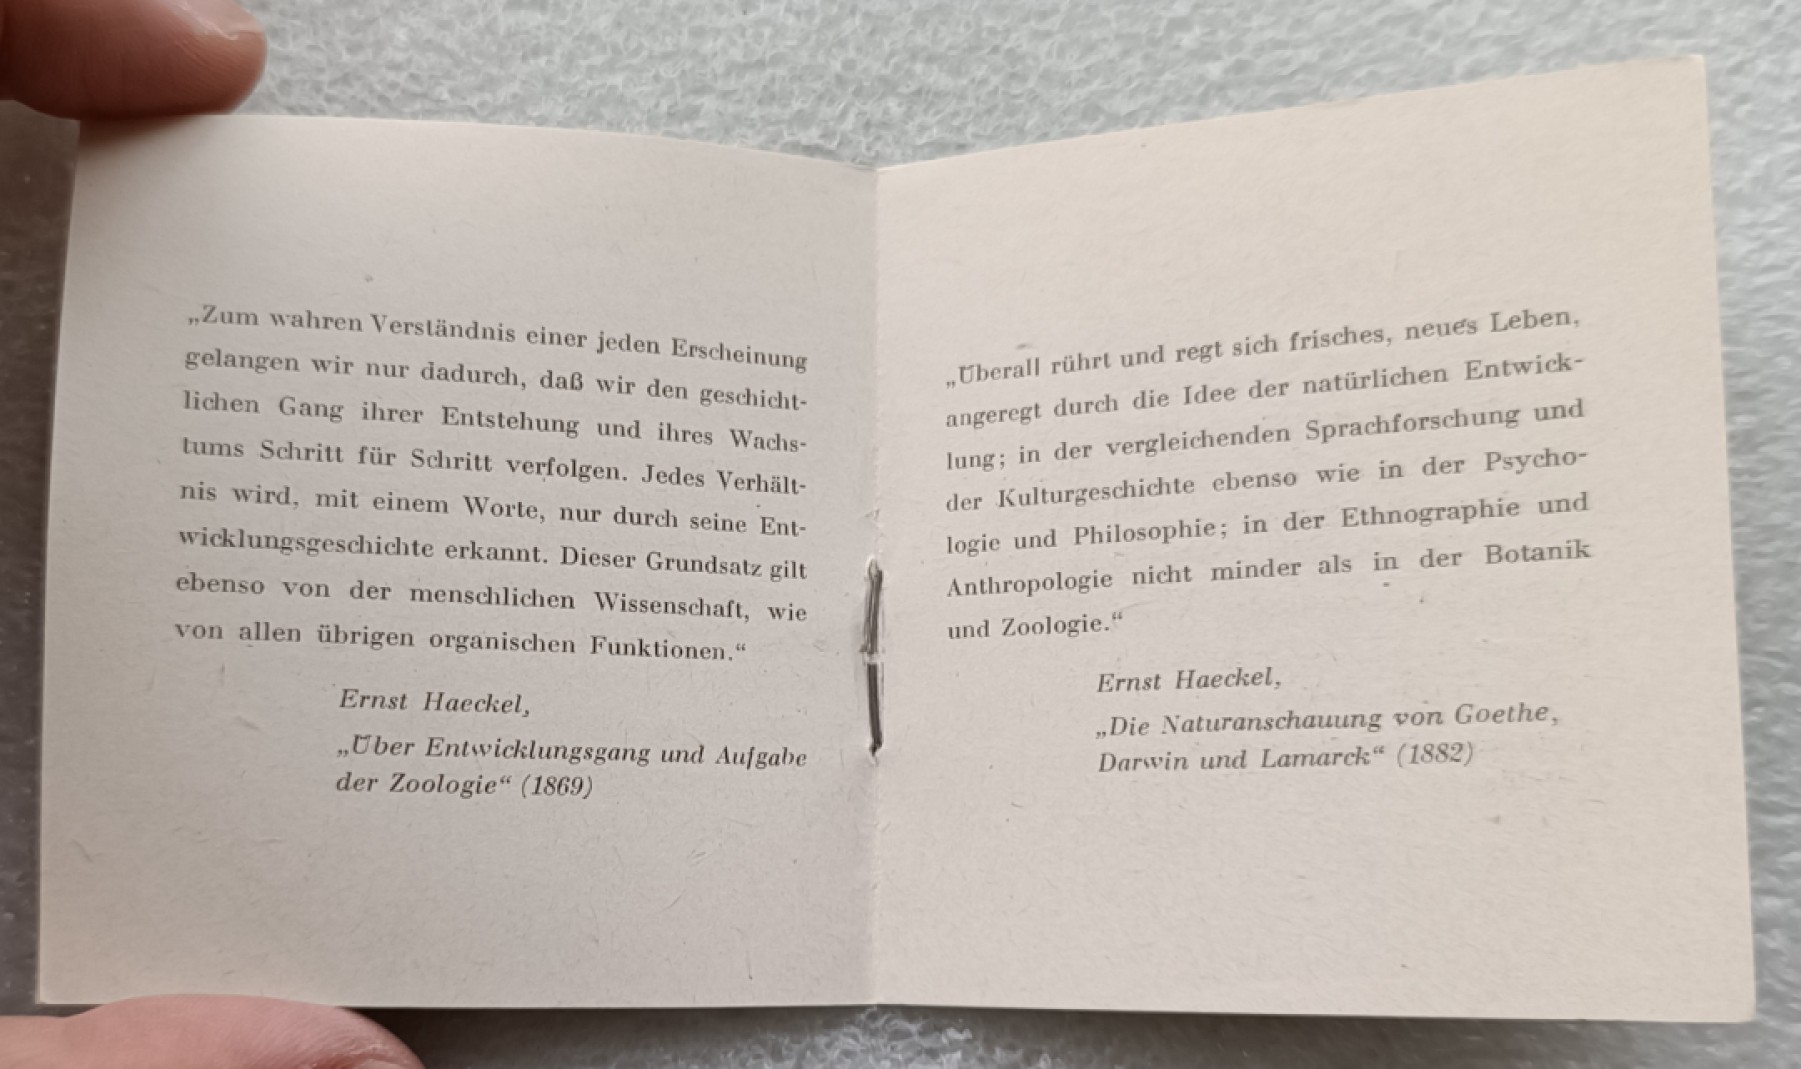 „Zum wahren Verständnis einer jeden Erscheinung
gelangen wir nur dadurch, daß wir den geschicht-
lichen Gang ihrer Entstehung und ihres Wachs-
tums Schritt für Schritt verfolgen. Jedes Verhält-
nis wird, mit einem Worte, nur durch seine Ent-
wicklungsgeschichte erkannt. Dieser Grundsatz gilt
ebenso von der menschlichen Wissenschaft, wie
von allen übrigen organischen Funktionen.“
Ernst Haeckel,
„Über Entwicklungsgang und Aufgabe
der Zoologie“ (1869)
„Überall rührt und regt sich frisches, neues Leben,
angeregt durch die Idee der natürlichen Entwick-
lung; in der vergleichenden Sprachforschung und
der Kulturgeschichte ebenso wie in der Psycho-
logie und Philosophie; in der Ethnographie und
Anthropologie nicht minder als in der Botanik
und Zoologie.“
Ernst Haeckel,
„Die Naturanschauung von Goethe,
Darwin und Lamarck“ (1882)